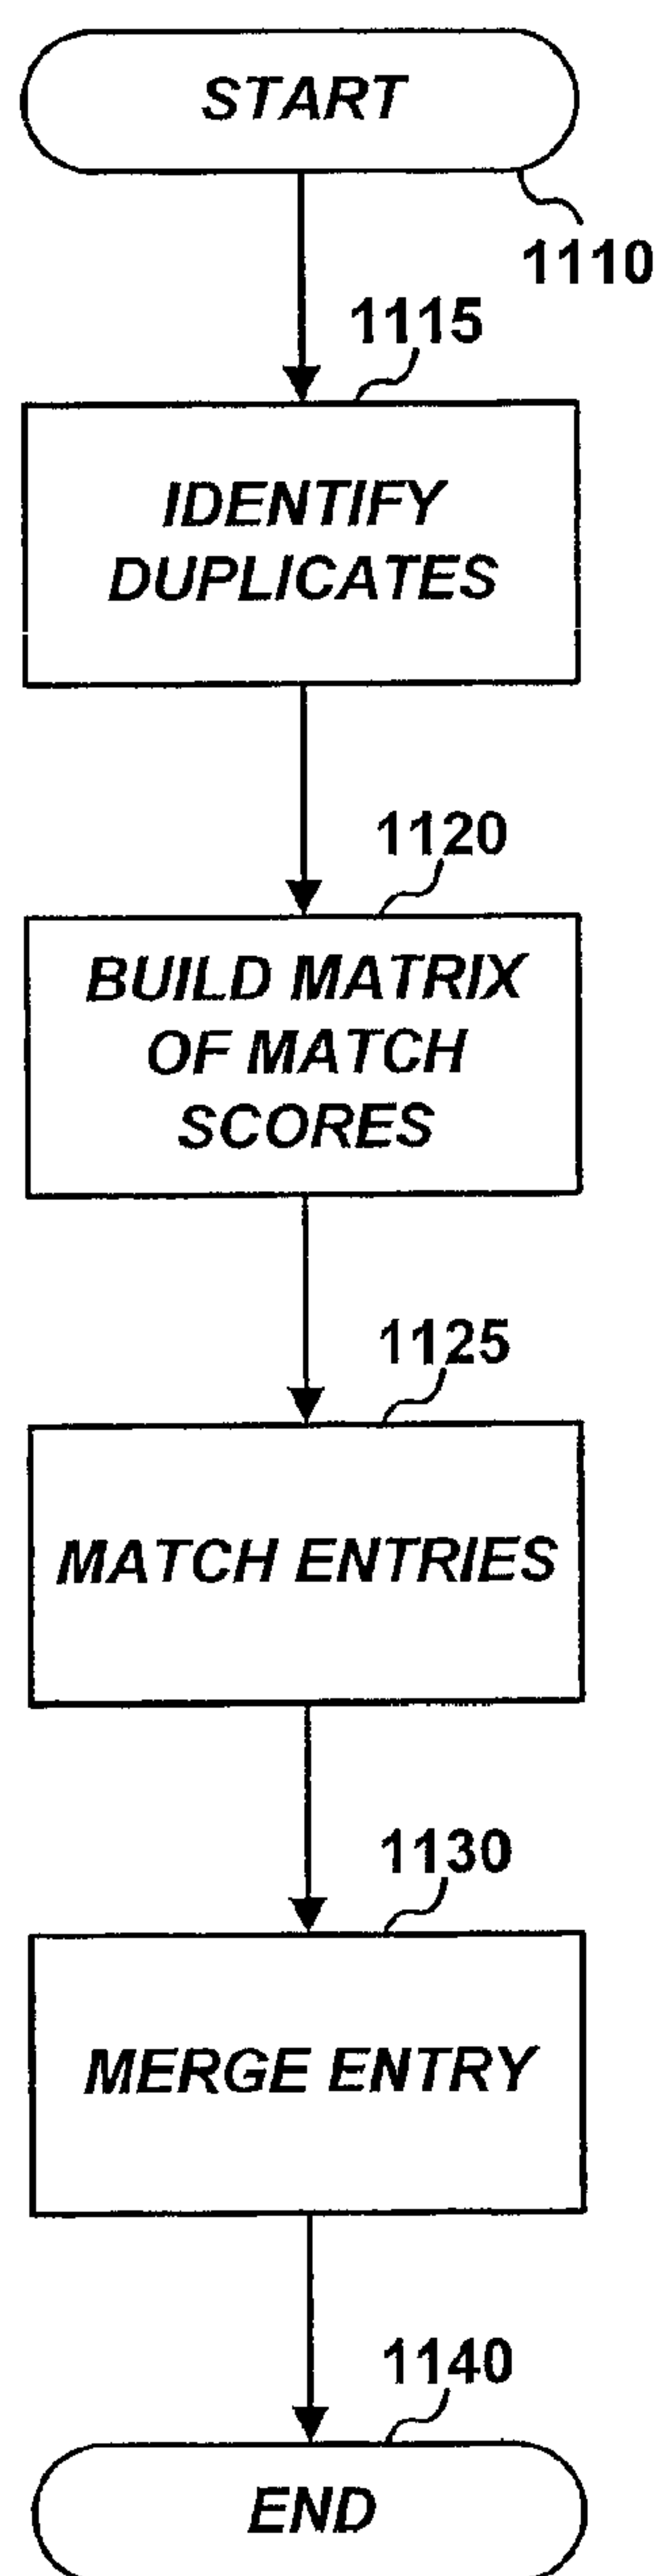 START
1110
1115
IDENTIFY
DUPLICATES
1120
BUILD MATRIX
OF MATCH
SCORES
1125
MATCH ENTRIES
1130
MERGE ENTRY
1140
END